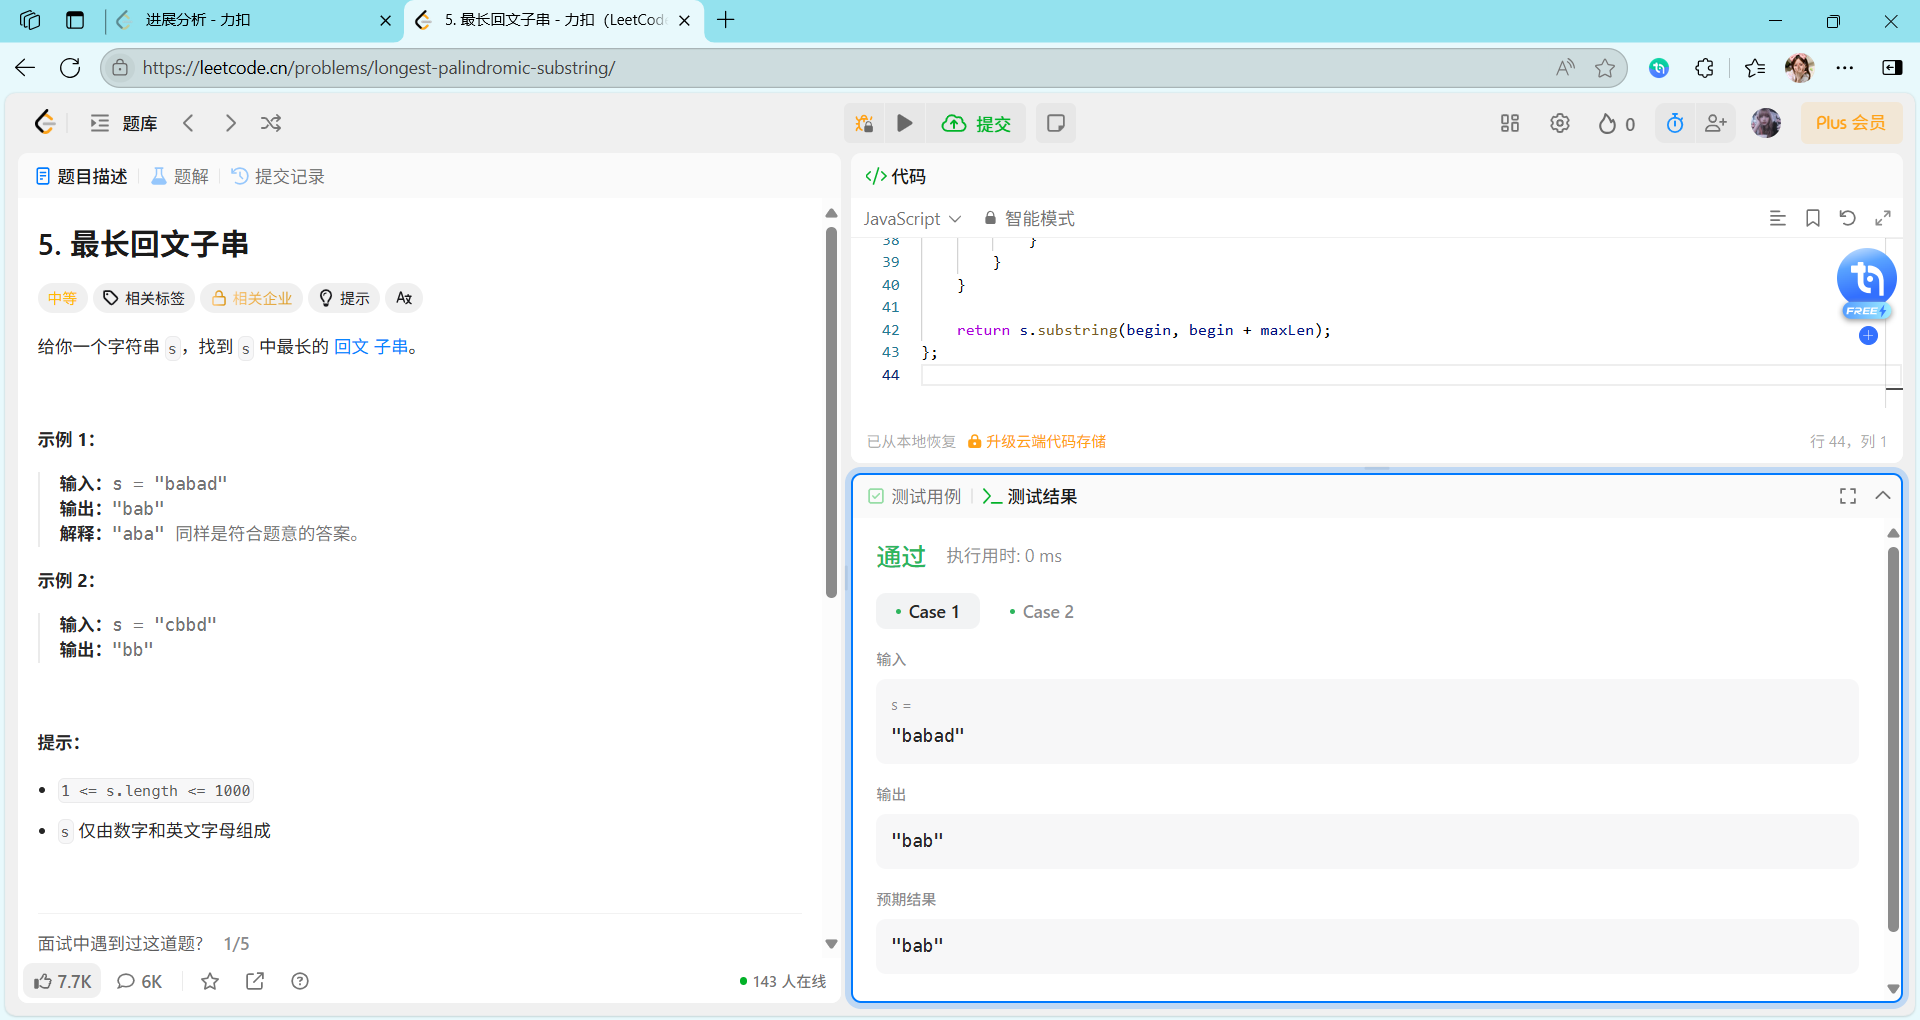 进展分析 - 力扣
5. 最长回文子串 - 力扣（LeetCod
https://leetcode.cn/problems/longest-palindromic-substring/
题库
提交
0
Plus 会员
题目描述
题解
提交记录
5. 最长回文子串
中等
相关标签
相关企业
提示
给你一个字符串 s，找到 s 中最长的 回文 子串。
示例 1：
输入：s = "babad"
输出："bab"
解释："aba" 同样是符合题意的答案。
示例 2：
输入：s = "cbbd"
输出："bb"
提示：
1 <= s.length <= 1000
s 仅由数字和英文字母组成
面试中遇到过这道题? 1/5
7.7K
6K
143 人在线
</> 代码
JavaScript
智能模式
38 }
39 }
40 }
41
42 return s.substring(begin, begin + maxLen);
43 };
44
FREE
已从本地恢复
升级云端代码存储
行 44，列 1
测试用例
测试结果
通过
执行用时: 0 ms
Case 1
Case 2
输入
s =
"babad"
输出
"bab"
预期结果
"bab"